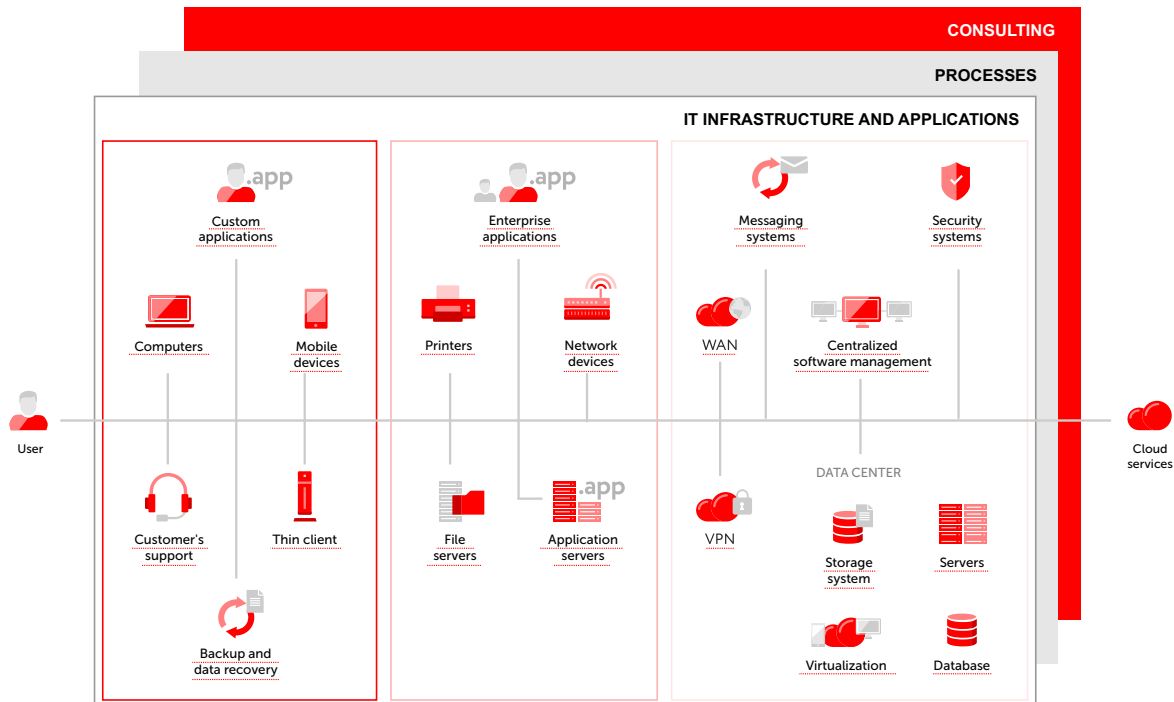 CONSULTING
PROCESSES
IT INFRASTRUCTURE AND APPLICATIONS
.app
Custom
applications
Computers
Mobile
devices
Customer's
support
Thin client
Backup and
data recovery
.app
Enterprise
applications
Printers
Network
devices
File
servers
.app
Application
servers
Messaging
systems
Security
systems
WAN
Centralized
software management
VPN
DATA CENTER
Storage
system
Servers
Virtualization
Database
User
Cloud
services